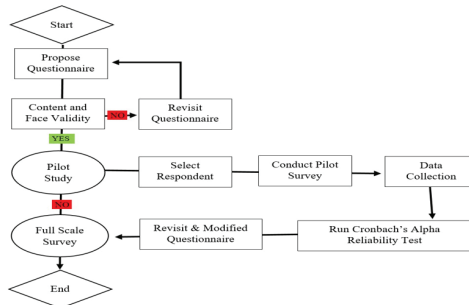 Start
Propose
Questionnaire
Content and
Face Validity
NO
Revisit
Questionnaire
YES
Pilot
Study
Select
Respondent
Conduct Pilot
Survey
Data
Collection
NO
Full Scale
Survey
Revisit & Modified
Questionnaire
Run Cronbach's Alpha
Reliability Test
End